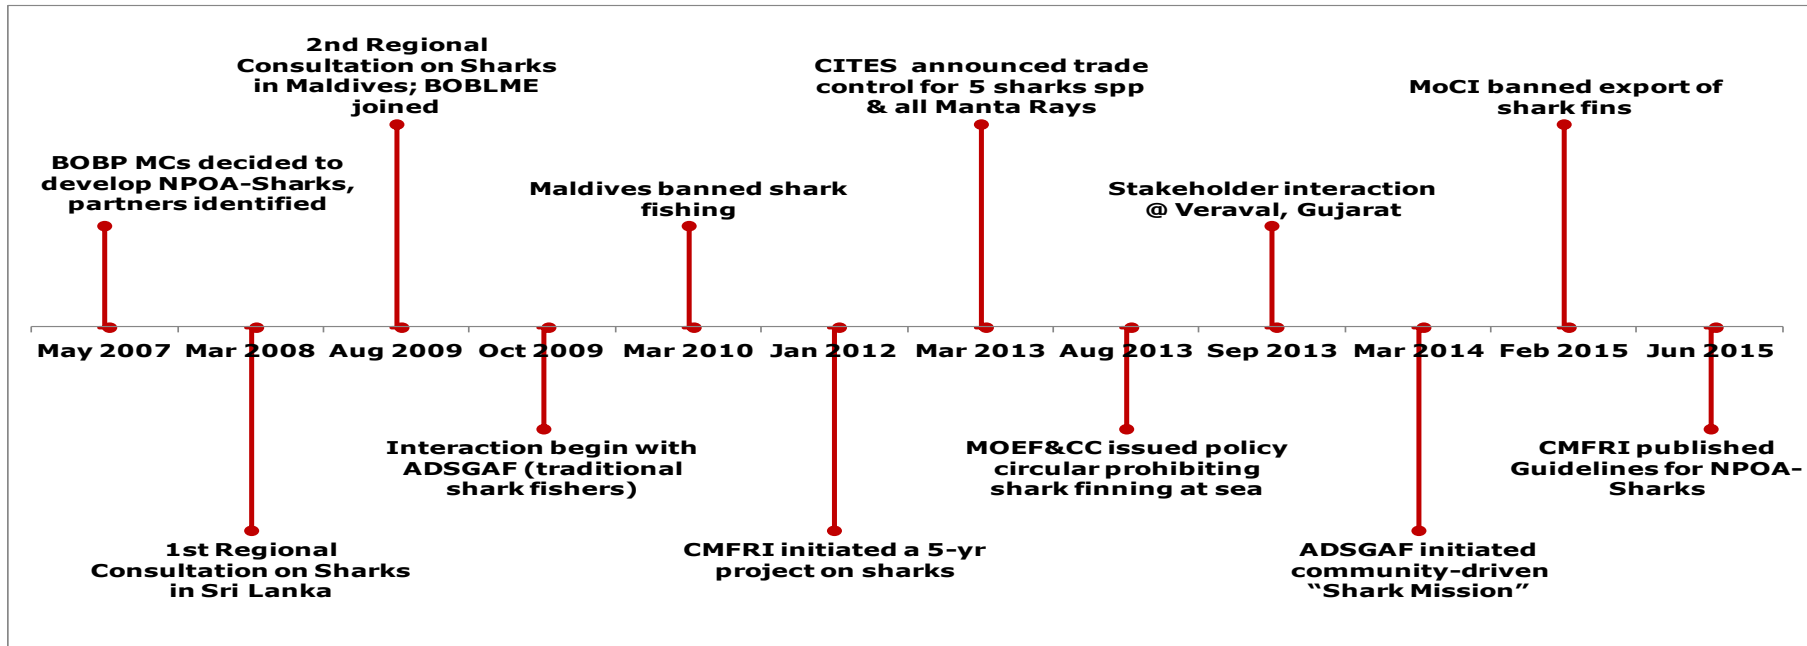 2nd Regional
Consultation on Sharks
in Maldives; BOBLME
joined
CITES announced trade
control for 5 sharks spp
& all Manta Rays
MoCI banned export of
shark fins
BOBP MCs decided to
develop NPOA-Sharks,
partners identified
Maldives banned shark
fishing
Stakeholder interaction
@ Veraval, Gujarat
May 2007 Mar 2008 Aug 2009 Oct 2009 Mar 2010 Jan 2012 Mar 2013 Aug 2013 Sep 2013 Mar 2014 Feb 2015 Jun 2015
Interaction begin with
ADSGAF (traditional
shark fishers)
MOEF&CC issued policy
circular prohibiting
shark finning at sea
CMFRI published
Guidelines for NPOA-
Sharks
1st Regional
Consultation on Sharks
in Sri Lanka
CMFRI initiated a 5-yr
project on sharks
ADSGAF initiated
community-driven
“Shark Mission”